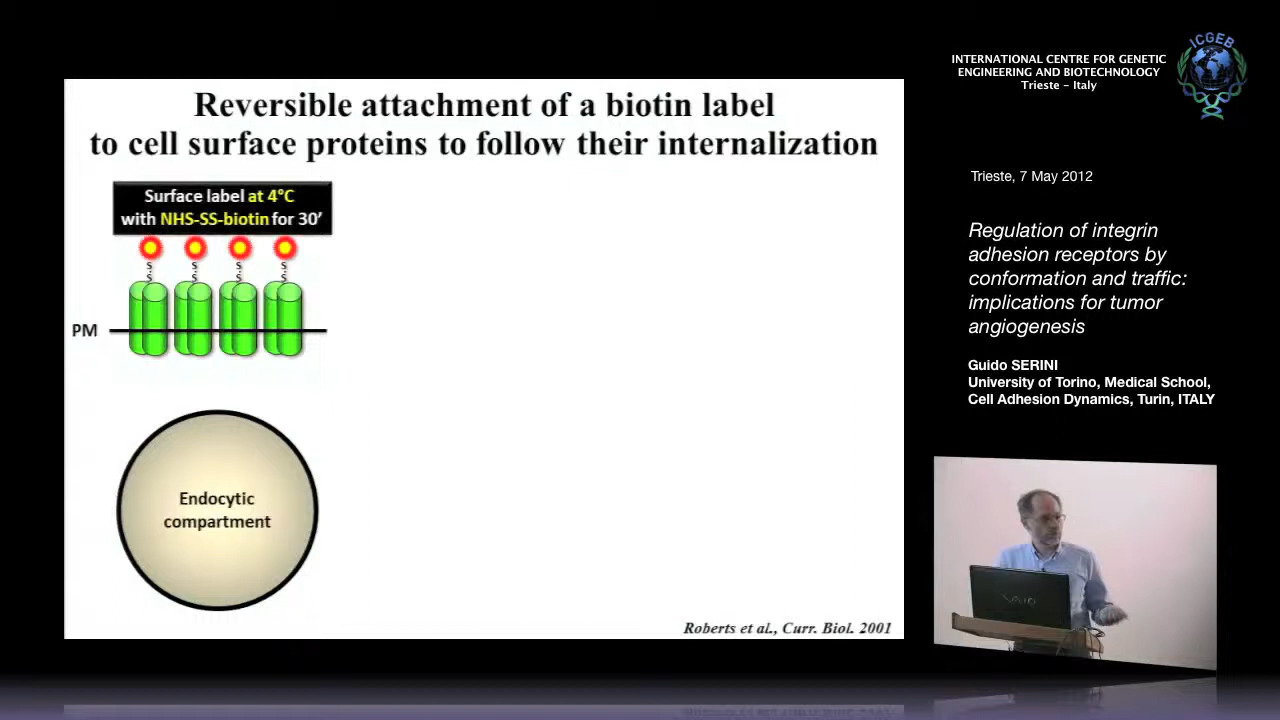 Reversible attachment of a biotin label
to cell surface proteins to follow their internalization
Surface label at 4°C
with NHS-SS-biotin for 30’
S
S
S
S
S
S
S
S
PM
Endocytic
compartment
Roberts et al., Curr. Biol. 2001
INTERNATIONAL CENTRE FOR GENETIC
ENGINEERING AND BIOTECHNOLOGY
Trieste – Italy
ICGEB
Trieste, 7 May 2012
Regulation of integrin
adhesion receptors by
conformation and traffic:
implications for tumor
angiogenesis
Guido SERINI
University of Torino, Medical School,
Cell Adhesion Dynamics, Turin, ITALY
VAIO